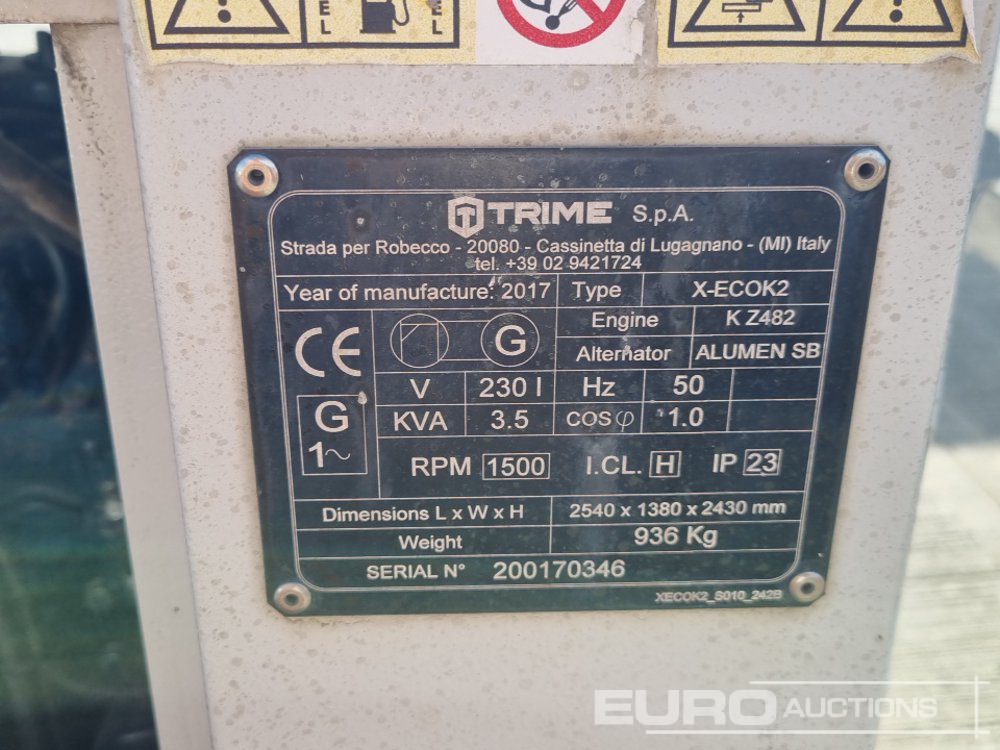 EL
EL
TRIME S.p.A.
Strada per Robecco - 20080 - Cassinetta di Lugagnano - (MI) Italy
tel. +39 02 9421724
Year of manufacture: 2017 Type X-ECOK2
Engine K Z482
CE G
Alternator ALUMEN SB
V 230 I Hz 50
G
KVA 3.5 COSφ 1.0
1~
RPM 1500 I.CL. H IP 23
Dimensions L x W x H 2540 x 1380 x 2430 mm
Weight 936 Kg
SERIAL N° 200170346
XECOK2_S010_242B
EURO AUCTIONS